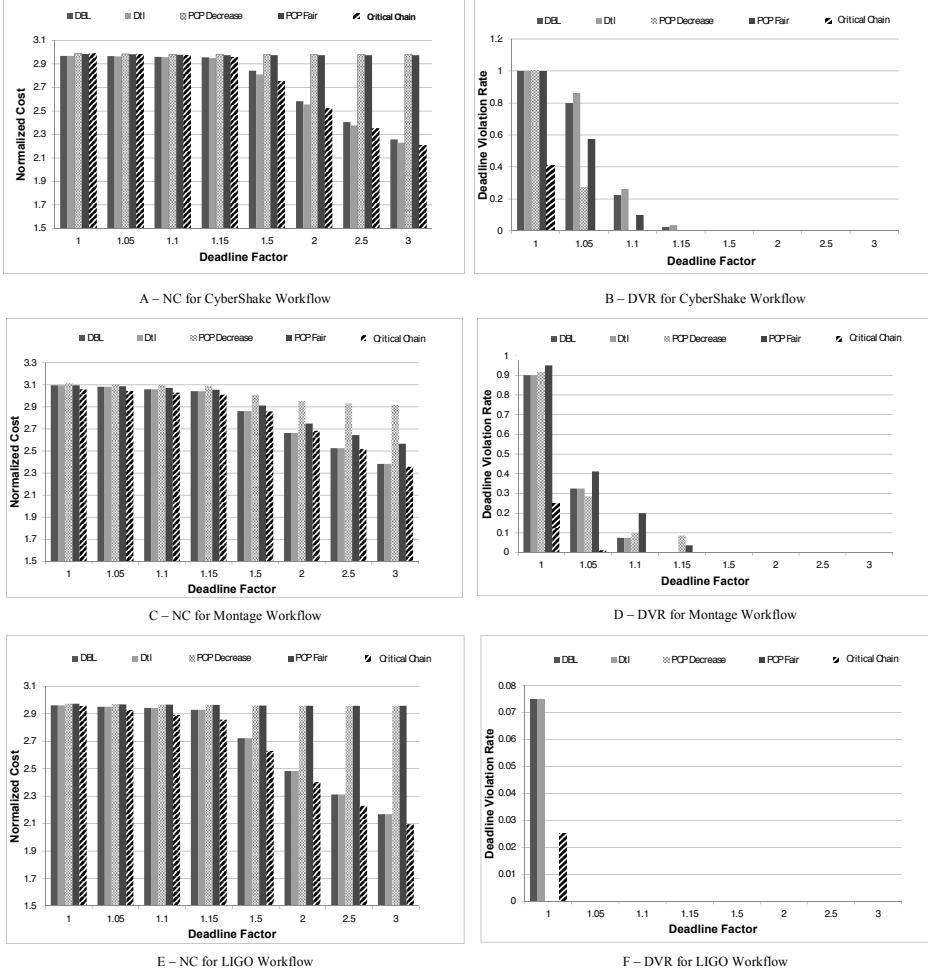 DBL Dtl PCP Decrease PCP Fair Critical Chain
Normalized Cost
3.1
2.9
2.7
2.5
2.3
2.1
1.9
1.7
1.5
1 1.05 1.1 1.15 1.5 2 2.5 3
Deadline Factor
A – NC for CyberShake Workflow
DBL Dtl PCP Decrease PCP Fair Critical Chain
Deadline Violation Rate
1.2
1
0.8
0.6
0.4
0.2
0
1 1.05 1.1 1.15 1.5 2 2.5 3
Deadline Factor
B – DVR for CyberShake Workflow
DBL Dtl PCP Decrease PCP Fair Critical Chain
Normalized Cost
3.3
3.1
2.9
2.7
2.5
2.3
2.1
1.9
1.7
1.5
1 1.05 1.1 1.15 1.5 2 2.5 3
Deadline Factor
C – NC for Montage Workflow
DBL Dtl PCP Decrease PCP Fair Critical Chain
Deadline Violation Rate
1
0.9
0.8
0.7
0.6
0.5
0.4
0.3
0.2
0.1
0
1 1.05 1.1 1.15 1.5 2 2.5 3
Deadline Factor
D – DVR for Montage Workflow
DBL Dtl PCP Decrease PCP Fair Critical Chain
Normalized Cost
3.1
2.9
2.7
2.5
2.3
2.1
1.9
1.7
1.5
1 1.05 1.1 1.15 1.5 2 2.5 3
Deadline Factor
E – NC for LIGO Workflow
DBL Dtl PCP Decrease PCP Fair Critical Chain
Deadline Violation Rate
0.08
0.07
0.06
0.05
0.04
0.03
0.02
0.01
0
1 1.05 1.1 1.15 1.5 2 2.5 3
Deadline Factor
F – DVR for LIGO Workflow